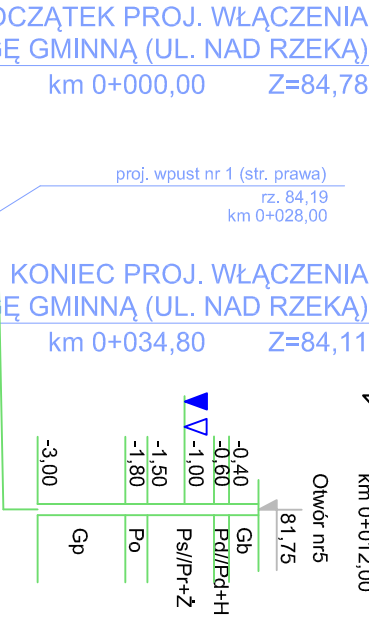 OCZĄTEK PROJ. WŁĄCZENIA
GĘ GMINNĄ (UL. NAD RZEKĄ)
km 0+000,00 Z=84,78
proj. wpust nr 1 (str. prawa)
rz. 84,19
km 0+028,00
KONIEC PROJ. WŁĄCZENIA
GĘ GMINNĄ (UL. NAD RZEKĄ)
km 0+034,80 Z=84,11
km 0+012,00
Otwór nr5
81,75
-0,40
-0,60
-1,00
-1,50
-1,80
-3,00
Gb
Pd//Pd+H
Ps//Pr+Ż
Po
Gp